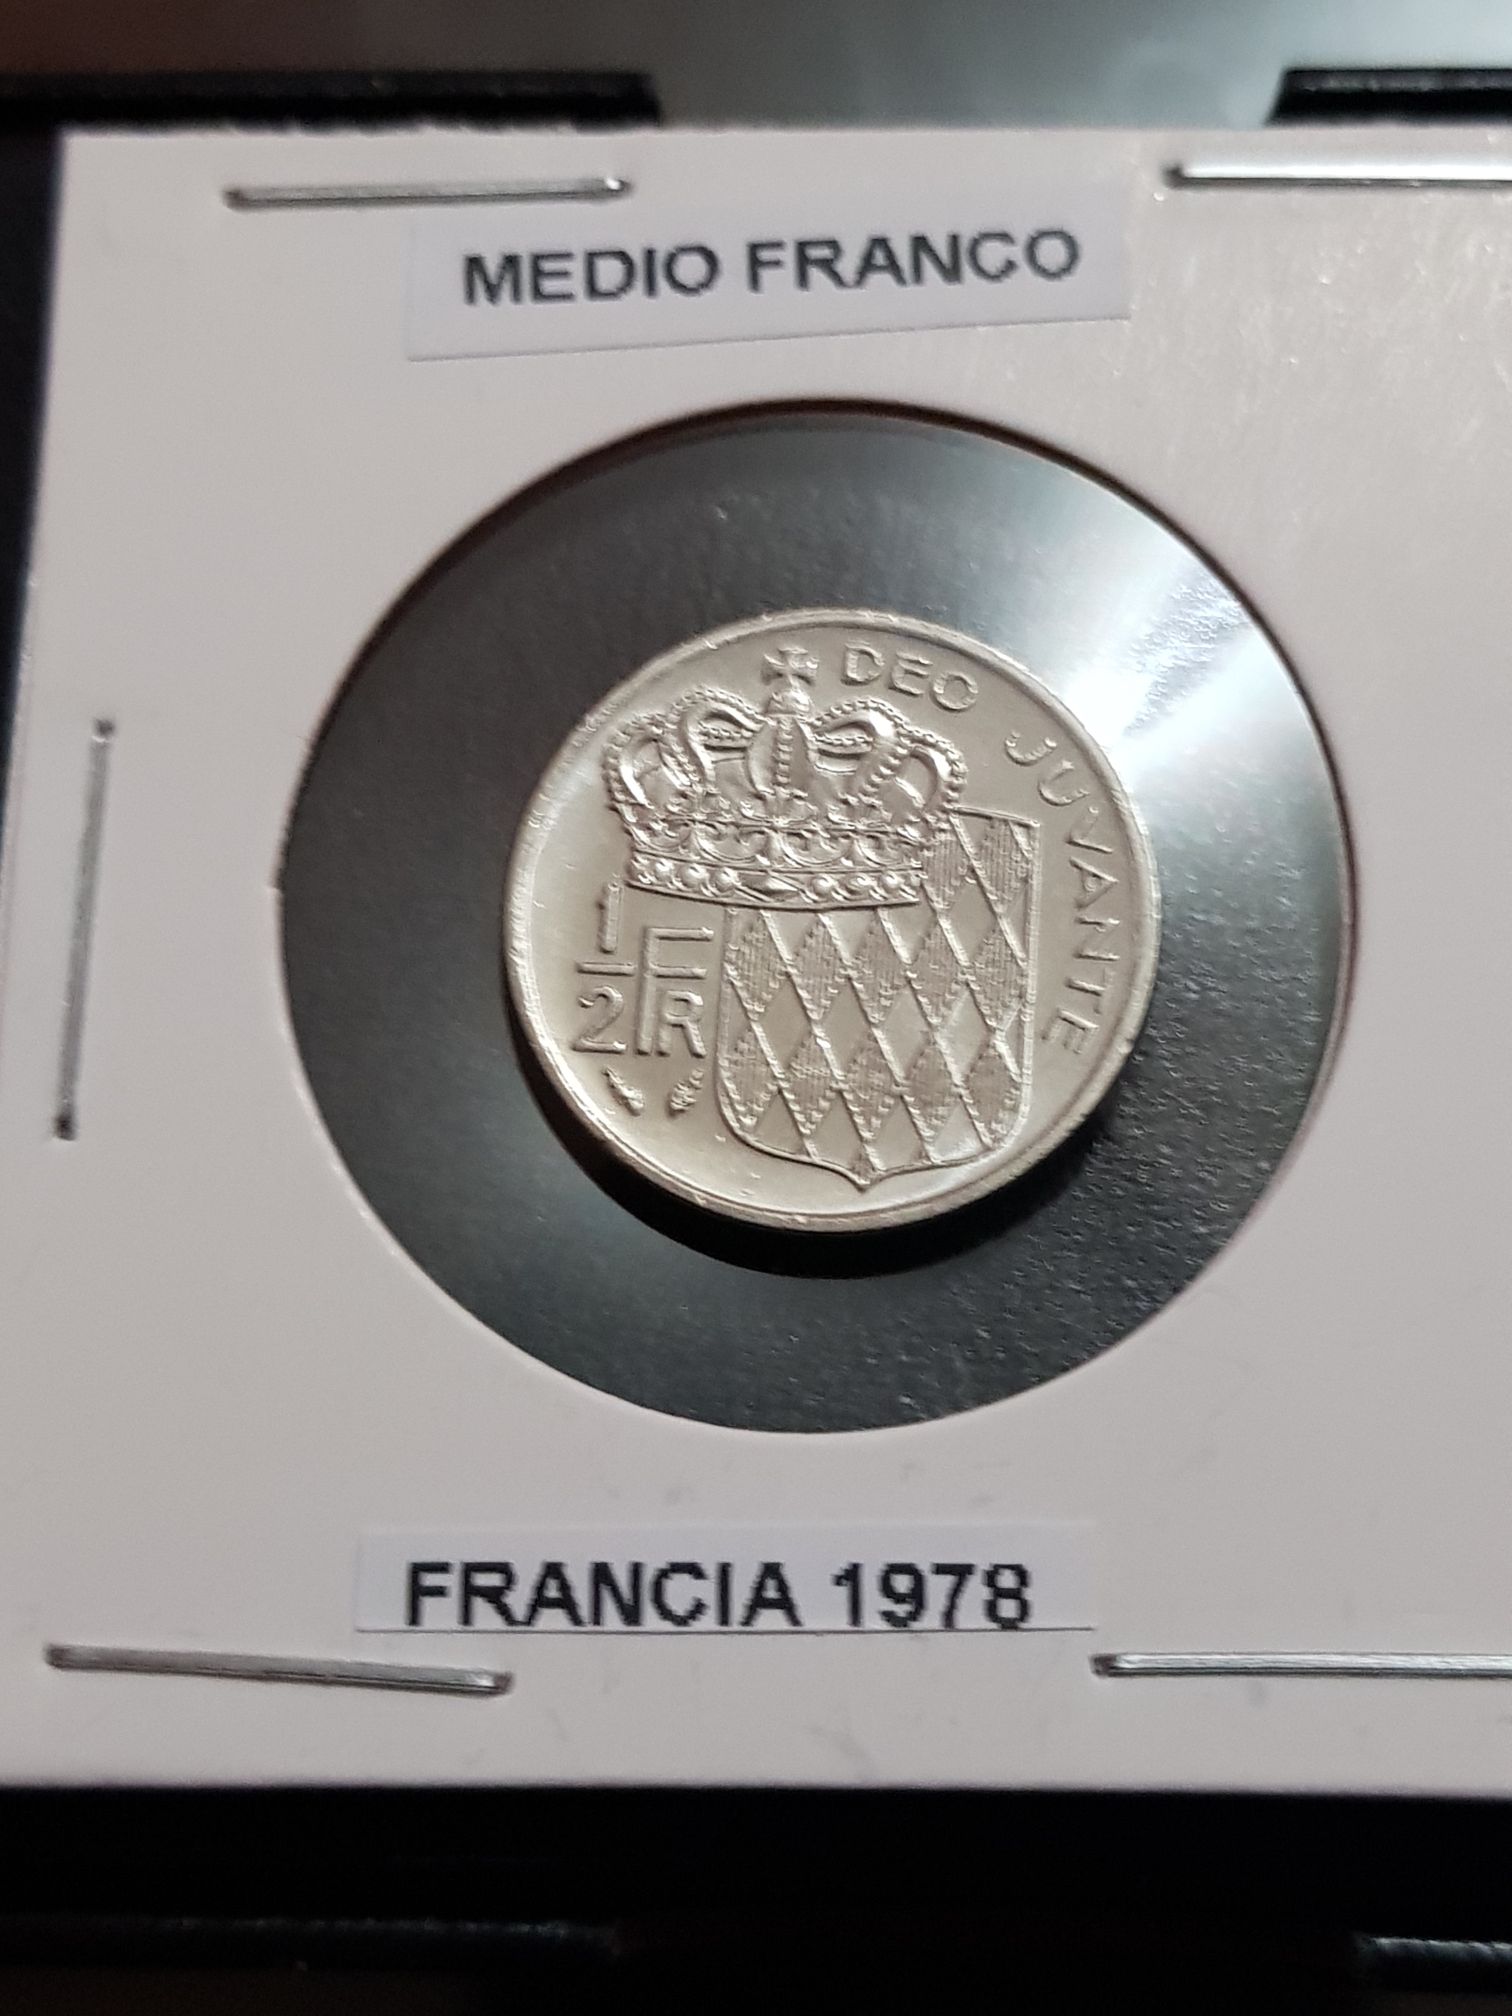 MEDIO FRANCO
DEO JUVANTE
1/2 FR
FRANCIA 1978